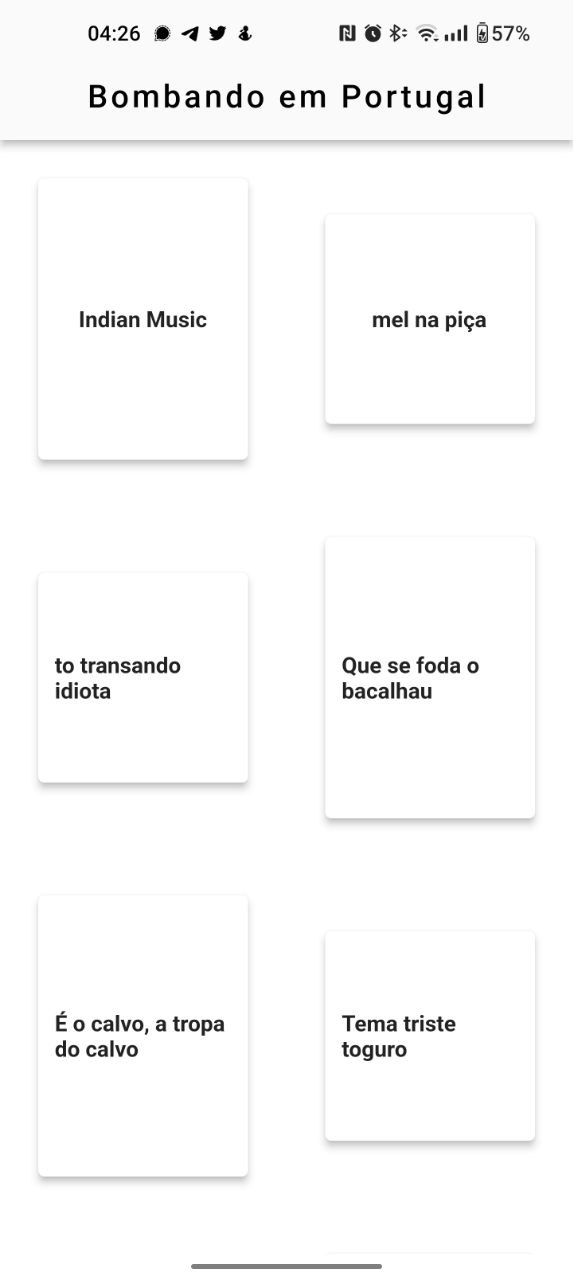 04:26
57%
Bombando em Portugal
Indian Music
mel na piça
to transando
idiota
Que se foda o
bacalhau
É o calvo, a tropa
do calvo
Tema triste
toguro